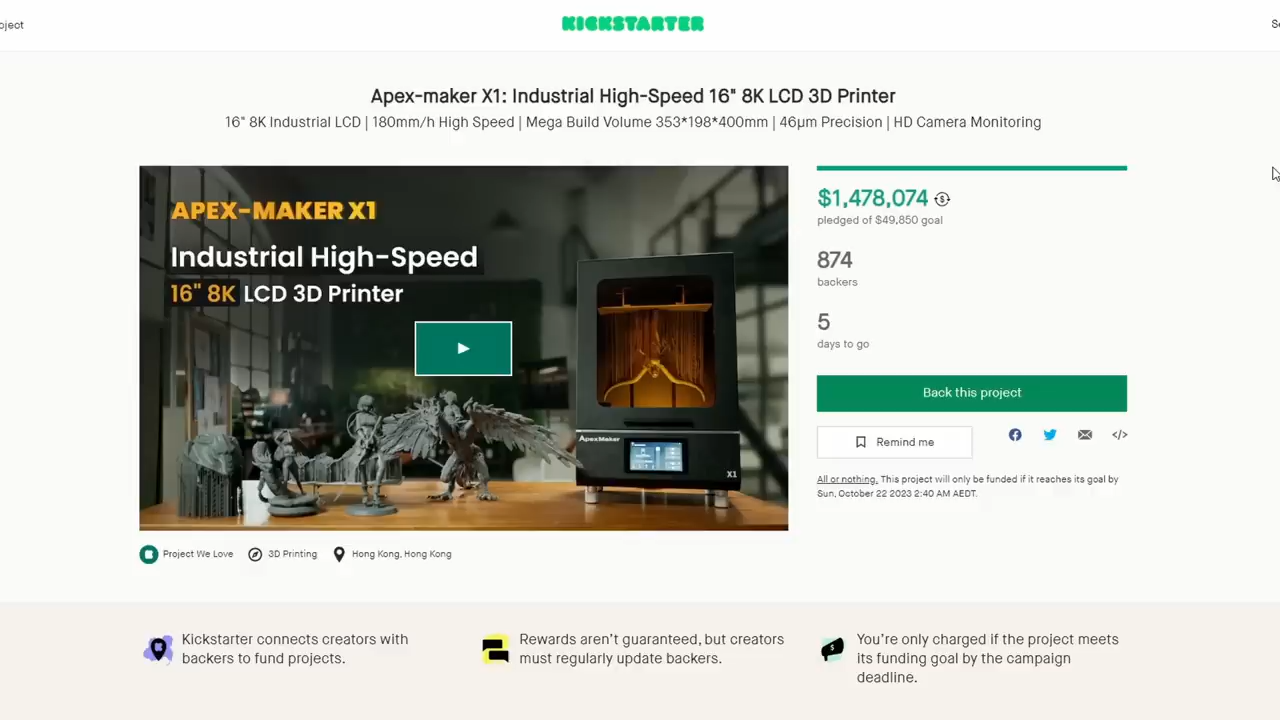 oject
KICKSTARTER
Se
Apex-maker X1: Industrial High-Speed 16" 8K LCD 3D Printer
16" 8K Industrial LCD | 180mm/h High Speed | Mega Build Volume 353*198*400mm | 46μm Precision | HD Camera Monitoring
APEX-MAKER X1
Industrial High-Speed
16" 8K LCD 3D Printer
ApexMaker
X1
$1,478,074
pledged of $49,850 goal
874
backers
5
days to go
Back this project
Remind me
All or nothing. This project will only be funded if it reaches its goal by
Sun, October 22 2023 2:40 AM AEDT.
Project We Love
3D Printing
Hong Kong, Hong Kong
Kickstarter connects creators with
backers to fund projects.
Rewards aren't guaranteed, but creators
must regularly update backers.
You're only charged if the project meets
its funding goal by the campaign
deadline.